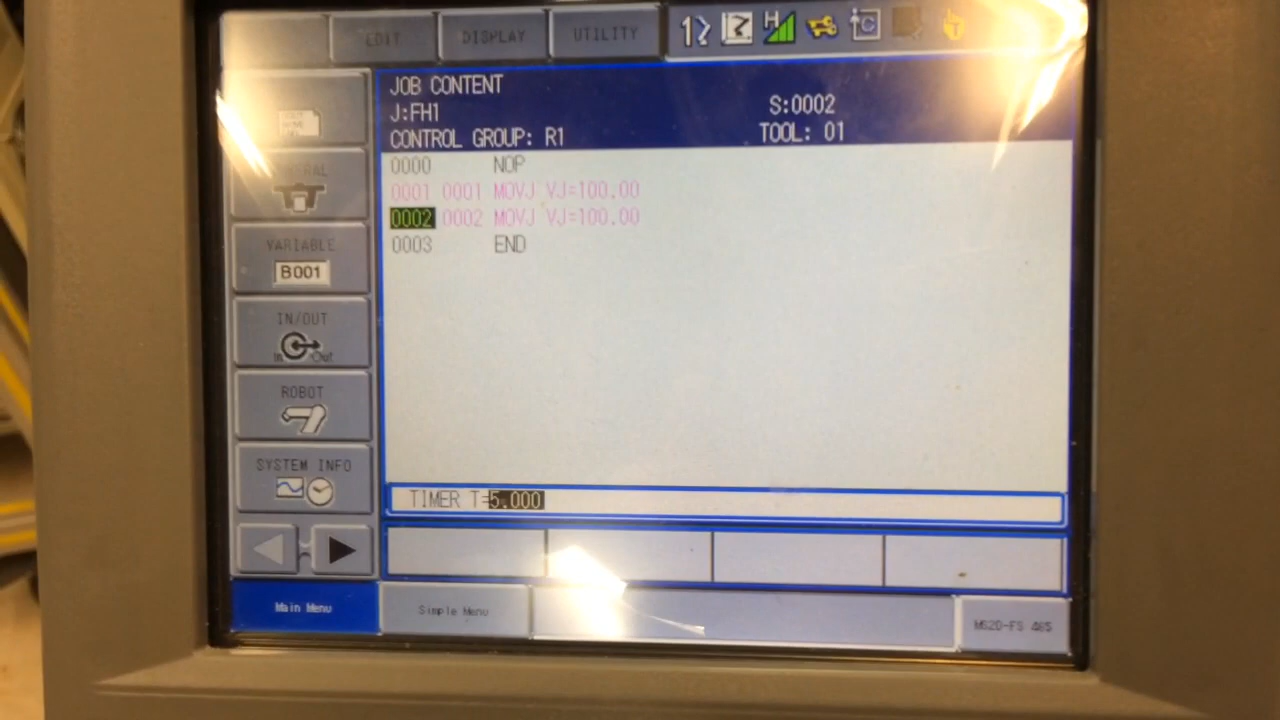 EDIT
DISPLAY
UTILITY
JOB CONTENT
J:FH1
S:0002
CONTROL GROUP: R1
TOOL: 01
0000 NOP
0001 0001 MOVJ VJ=100.00
0002 0002 MOVJ VJ=100.00
0003 END
VARIABLE
B001
IN/OUT
In Out
ROBOT
SYSTEM INFO
TIMER T=5.000
Main Menu
Simple Menu